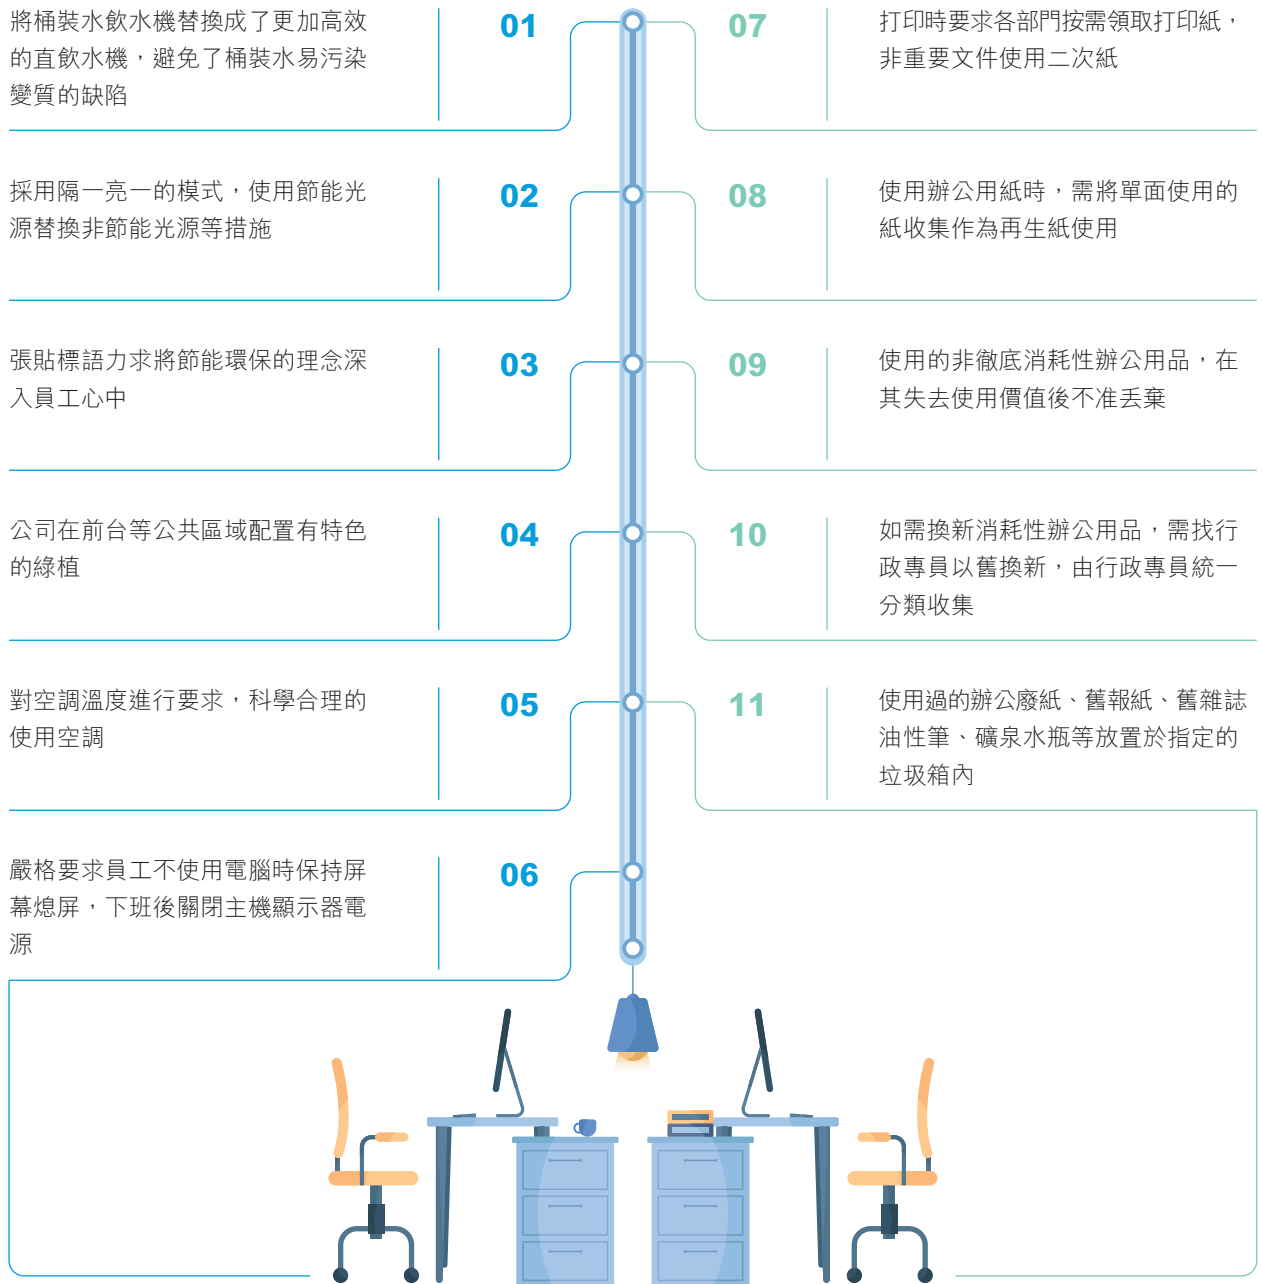 01
將桶裝水飲水機替換成了更加高效
的直飲水機，避免了桶裝水易污染
變質的缺陷
02
採用隔一亮一的模式，使用節能光
源替換非節能光源等措施
03
張貼標語力求將節能環保的理念深
入員工心中
04
公司在前台等公共區域配置有特色
的綠植
05
對空調溫度進行要求，科學合理的
使用空調
06
嚴格要求員工不使用電腦時保持屏
幕熄屏，下班後關閉主機顯示器電
源
07
打印時要求各部門按需領取打印紙，
非重要文件使用二次紙
08
使用辦公用紙時，需將單面使用的
紙收集作為再生紙使用
09
使用的非徹底消耗性辦公用品，在
其失去使用價值後不准丟棄
10
如需換新消耗性辦公用品，需找行
政專員以舊換新，由行政專員統一
分類收集
11
使用過的辦公廢紙、舊報紙、舊雜誌
油性筆、礦泉水瓶等放置於指定的
垃圾箱內